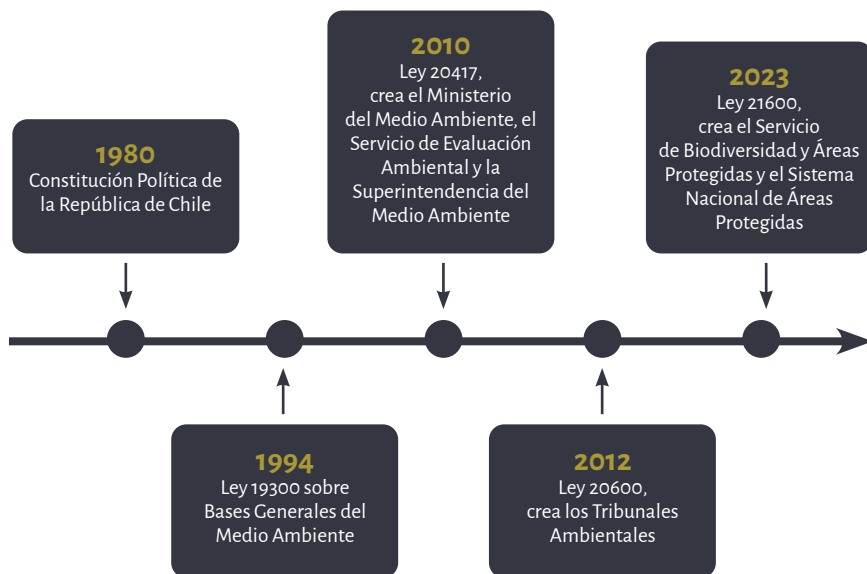 1980
Constitución Política de
la República de Chile
1994
Ley 19300 sobre
Bases Generales del
Medio Ambiente
2010
Ley 20417,
crea el Ministerio
del Medio Ambiente, el
Servicio de Evaluación
Ambiental y la
Superintendencia del
Medio Ambiente
2012
Ley 20600,
crea los Tribunales
Ambientales
2023
Ley 21600,
crea el Servicio
de Biodiversidad y Áreas
Protegidas y el Sistema
Nacional de Áreas
Protegidas